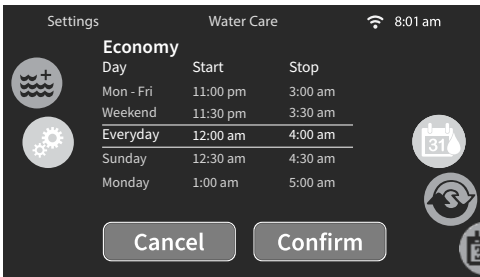 Settings Water Care 8:01 am
Economy
Day Start Stop
Mon - Fri 11:00 pm 3:00 am
Weekend 11:30 pm 3:30 am
Everyday 12:00 am 4:00 am
31
Sunday 12:30 am 4:30 am
Monday 1:00 am 5:00 am
Cancel Confirm